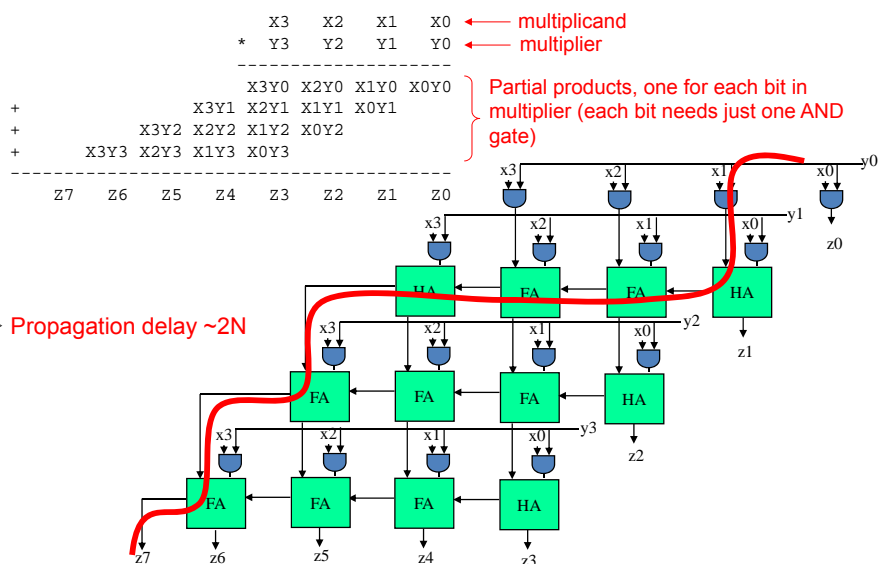 X3 X2 X1 X0 multiplicand
* Y3 Y2 Y1 Y0 multiplier
--------------------
X3Y0 X2Y0 X1Y0 X0Y0
+ X3Y1 X2Y1 X1Y1 X0Y1
+ X3Y2 X2Y2 X1Y2 X0Y2
+ X3Y3 X2Y3 X1Y3 X0Y3
----------------------------------------
Z7 Z6 Z5 Z4 Z3 Z2 Z1 Z0
Partial products, one for each bit in
multiplier (each bit needs just one AND
gate)
x3 x2 x1 x0 y0
z0
x3 x2 x1 x0 y1
HA FA FA HA
z1
Propagation delay ~2N
x3 x2 x1 x0 y2
FA FA FA HA
z2
x3 x2 x1 x0 y3
FA FA FA HA
z7 z6 z5 z4 z3